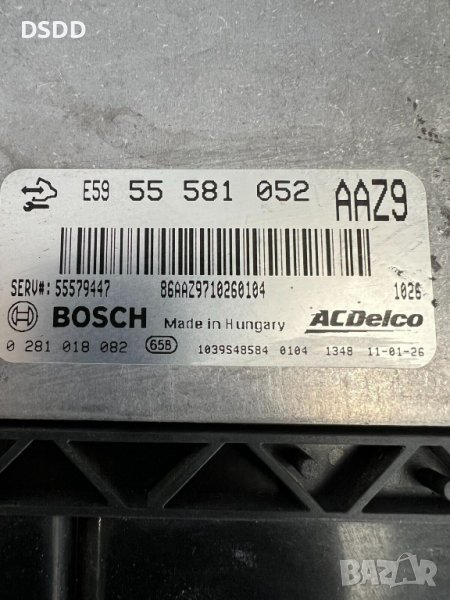 DSDD
E59 55 581 052 AAZ9
SERV#: 55579447 86AAZ9710260104 1026
BOSCH Made in Hungary ACDelco
0 281 018 082 65B 1039S48584 0104 1348 11-01-26
BAZAR